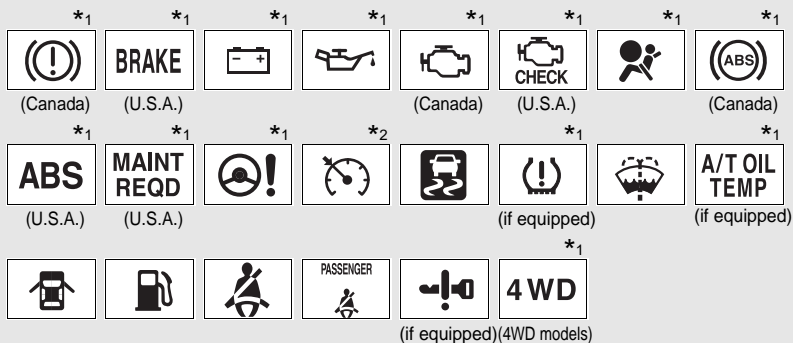 *1 *1 *1 *1 *1 *1 *1 *1
BRAKE CHECK ABS
(Canada) (U.S.A.) (Canada) (U.S.A.) (Canada)
*1 *1 *1 *2 *1 *1
ABS MAINT REQD A/T OIL TEMP
(U.S.A.) (U.S.A.) (if equipped) (if equipped)
*1
PASSENGER 4WD
(if equipped) (4WD models)